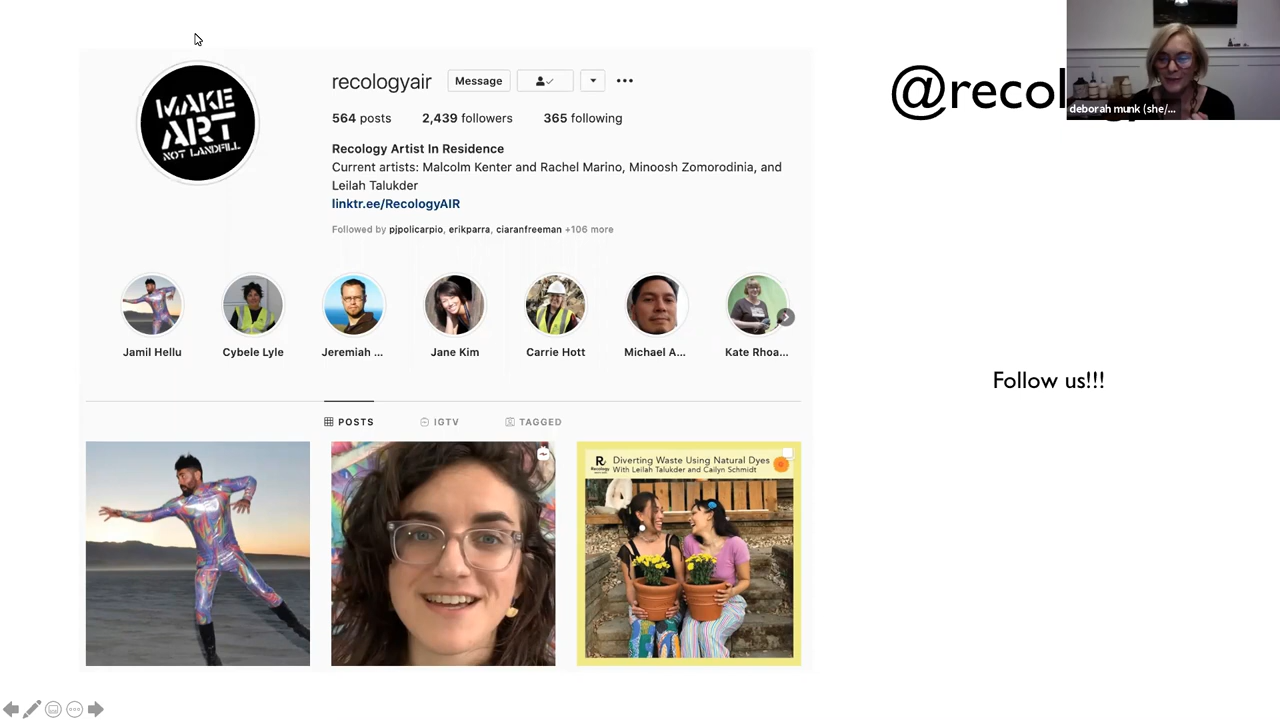 MAKE
ART
NOT LANDFILL
recologyair
Message
564 posts 2,439 followers 365 following
Recology Artist In Residence
Current artists: Malcolm Kenter and Rachel Marino, Minoosh Zomorodinia, and
Leilah Talukder
linktr.ee/RecologyAIR
Followed by pjpolicarpio, erikparra, ciaranfreeman +106 more
Jamil Hellu
Cybele Lyle
Jeremiah ...
Jane Kim
Carrie Hott
Michael A...
Kate Rhoa...
POSTS
IGTV
TAGGED
R
Recology
Diverting Waste Using Natural Dyes
With Leilah Talukder and Cailyn Schmidt
@recol
deborah munk (she/...
Follow us!!!